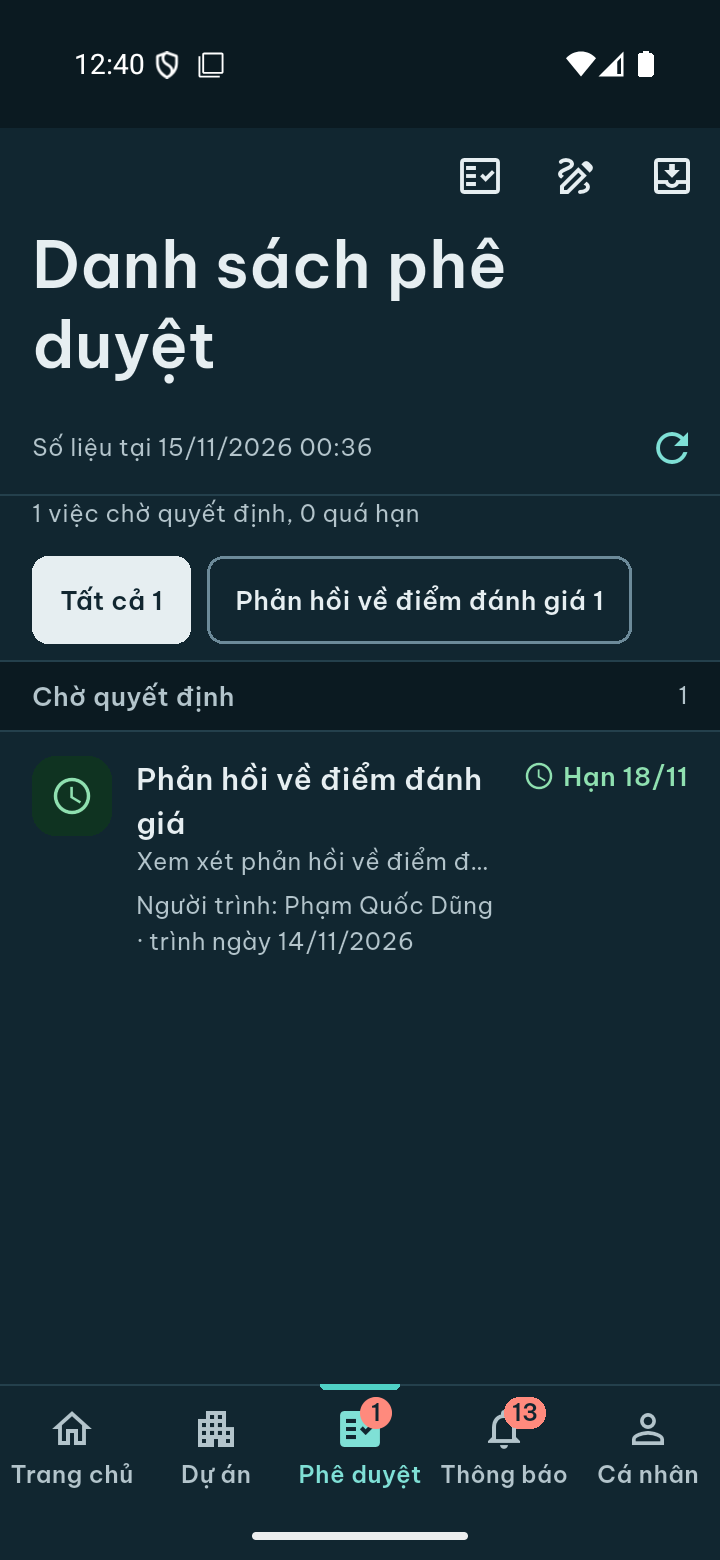 12:40
Danh sách phê
duyệt
Số liệu tại 15/11/2026 00:36
1 việc chờ quyết định, 0 quá hạn
Tất cả 1
Phản hồi về điểm đánh giá 1
Chờ quyết định
1
Phản hồi về điểm đánh
giá
Hạn 18/11
Xem xét phản hồi về điểm đ...
Người trình: Phạm Quốc Dũng
· trình ngày 14/11/2026
1
13
Trang chủ
Dự án
Phê duyệt
Thông báo
Cá nhân